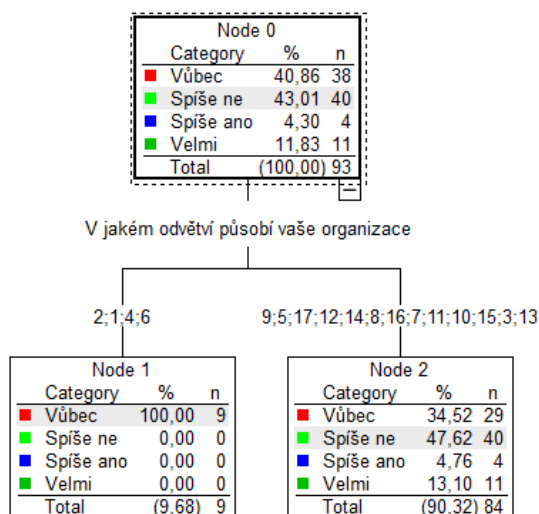 Node 0
Category % n
Vůbec 40,86 38
Spíše ne 43,01 40
Spíše ano 4,30 4
Velmi 11,83 11
Total (100,00) 93
V jakém odvětví působí vaše organizace
2;1;4;6
9;5;17;12;14;8;16;7;11;10;15;3;13
Node 1
Category % n
Vůbec 100,00 9
Spíše ne 0,00 0
Spíše ano 0,00 0
Velmi 0,00 0
Total (9,68) 9
Node 2
Category % n
Vůbec 34,52 29
Spíše ne 47,62 40
Spíše ano 4,76 4
Velmi 13,10 11
Total (90,32) 84